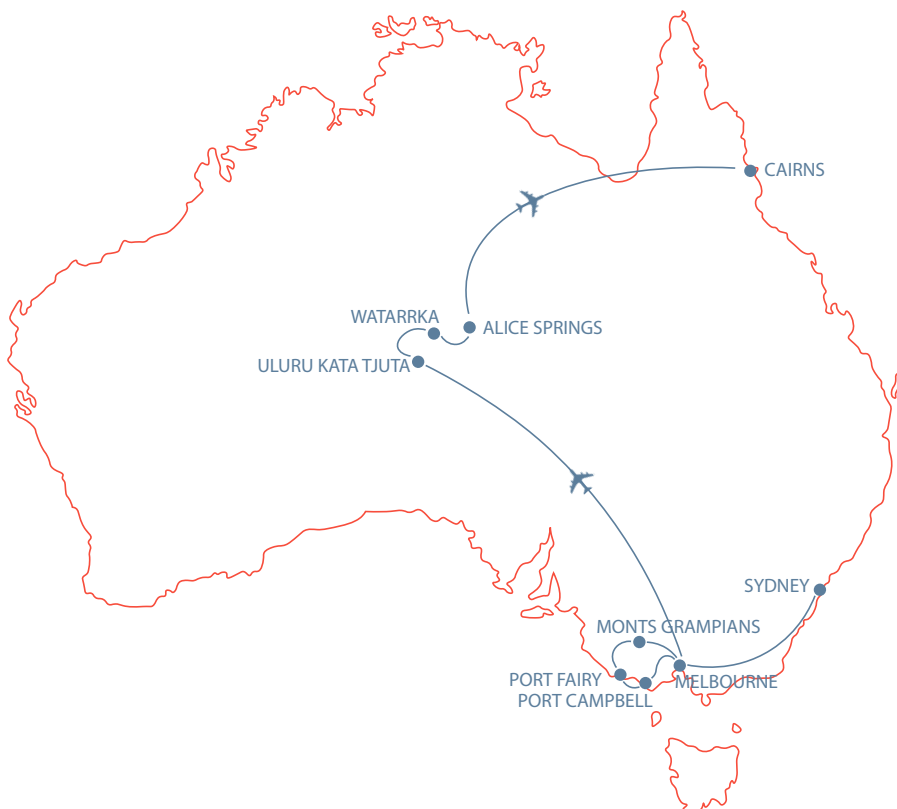 CAIRNS
WATARRKA
ALICE SPRINGS
ULURU KATA TJUTA
SYDNEY
MONTS GRAMPIANS
PORT FAIRY
MELBOURNE
PORT CAMPBELL